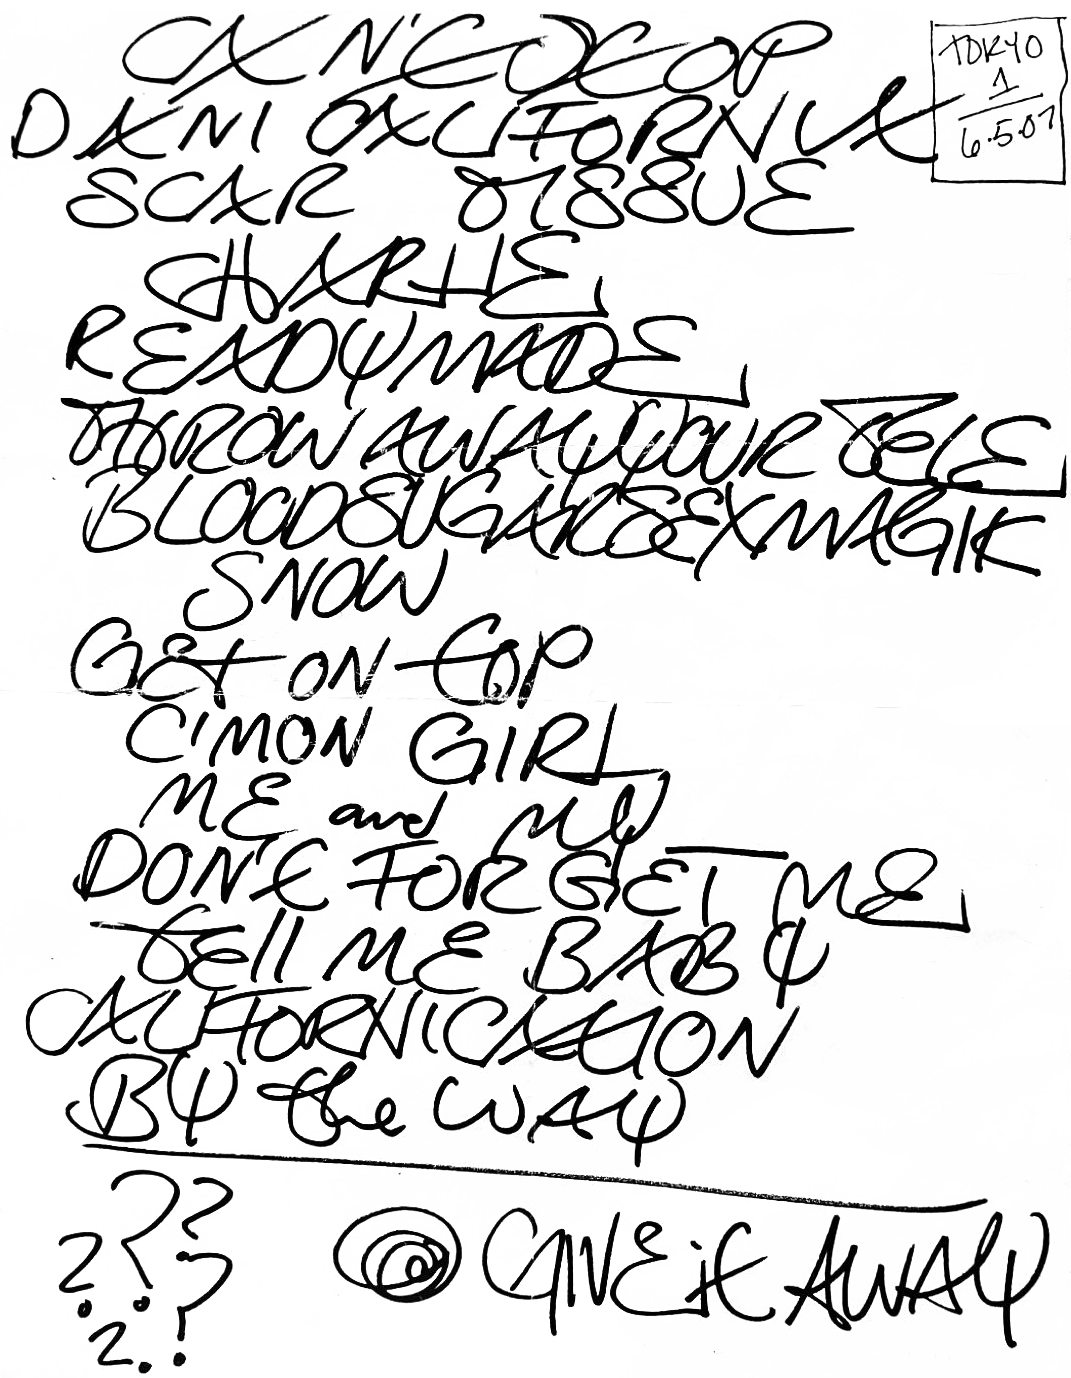 CAN'T STOP
TOKYO
1
6.5.07
DANI CALIFORNIA
SCAR TISSUE
CHARLIE
READYMADE
THROW AWAY YOUR TELE
BLOODSUGARSEXMAGIK
SNOW
GET ON TOP
C'MON GIRL
ME and MY
DON'T FORGET ME
TEll ME BABY
CALIFORNICATION
BY the WAY
? ? ? ? ? ?
GIVE it AWAY